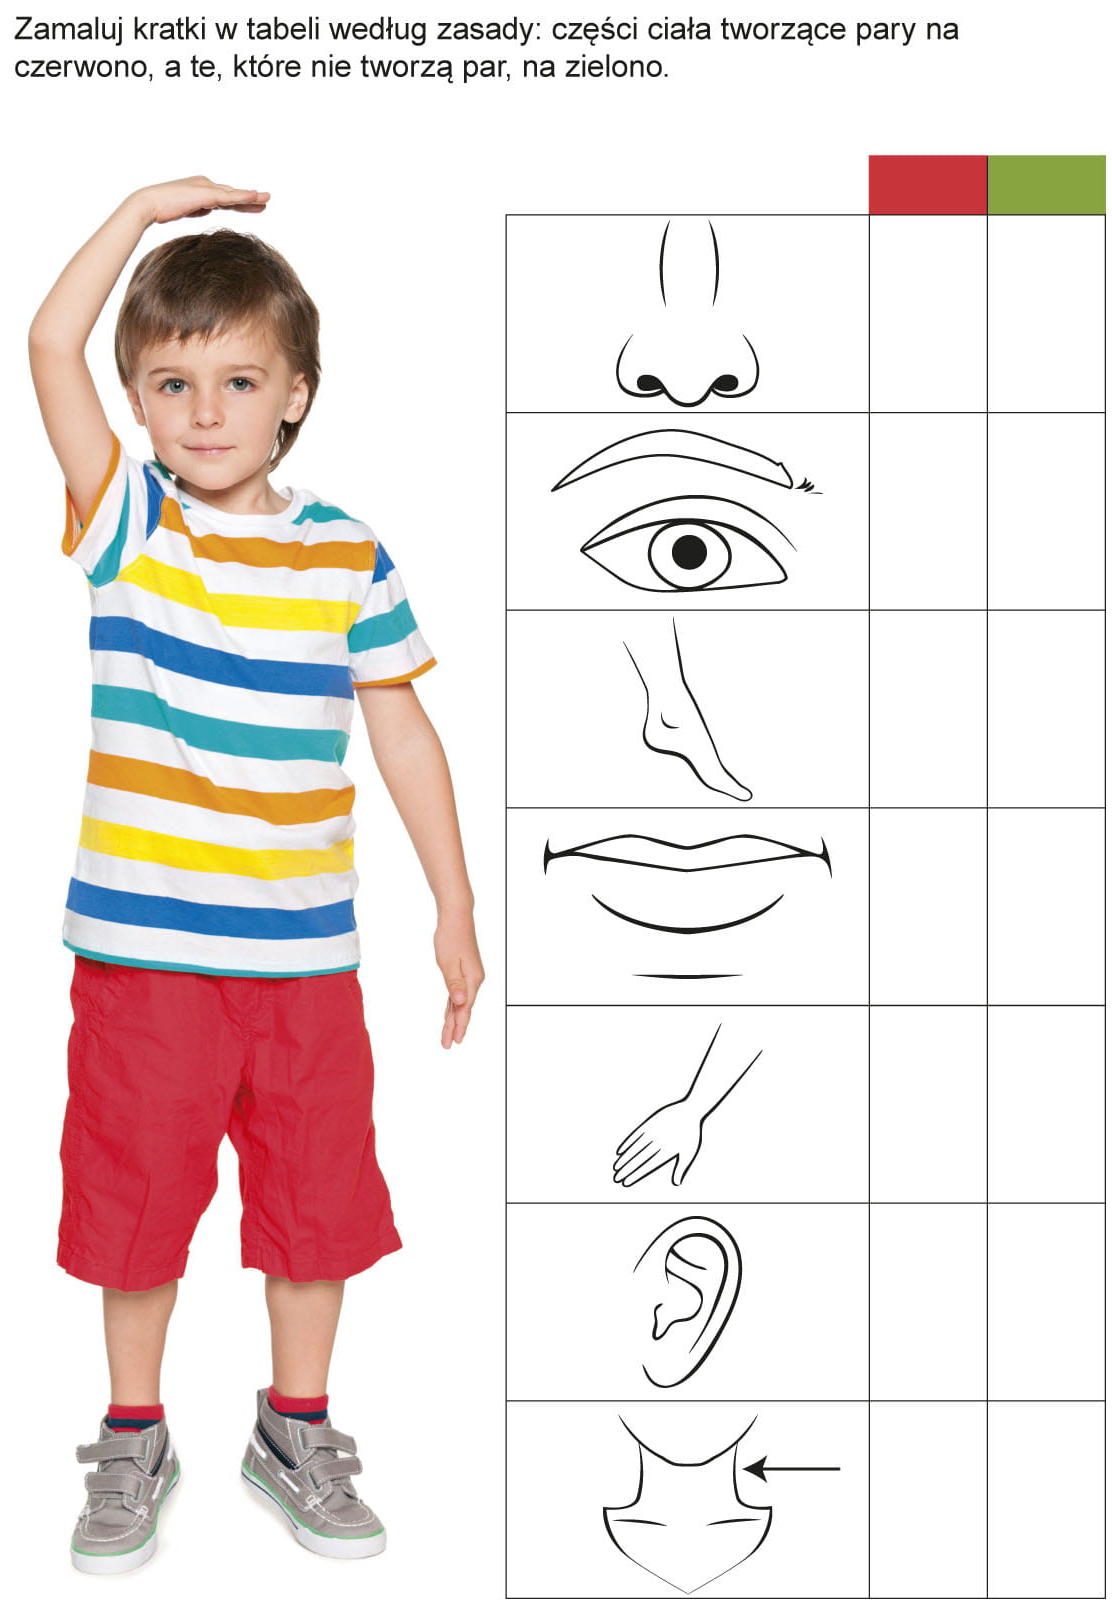 Zamaluj kratki w tabeli według zasady: części ciała tworzące pary na
czerwono, a te, które nie tworzą par, na zielono.